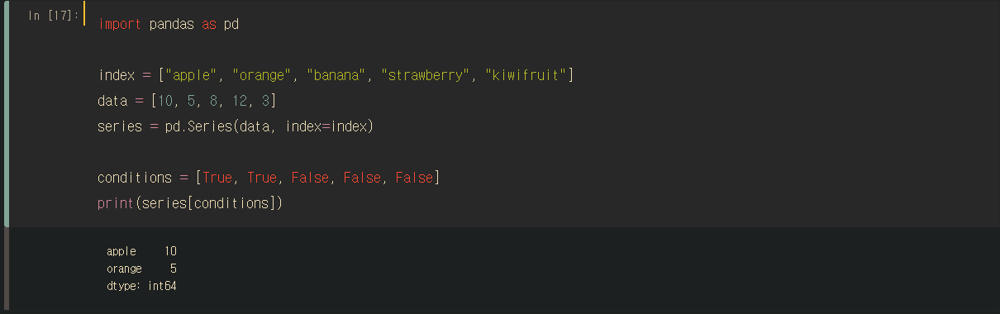 In [17]:
import pandas as pd
index = ["apple", "orange", "banana", "strawberry", "kiwifruit"]
data = [10, 5, 8, 12, 3]
series = pd.Series(data, index=index)
conditions = [True, True, False, False, False]
print(series[conditions])
apple 10
orange 5
dtype: int64